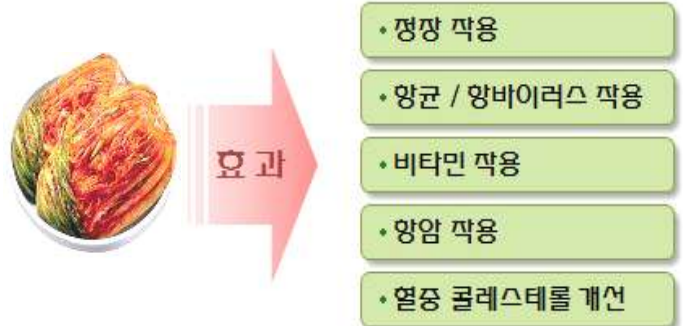 효과
• 정장 작용
• 항균 / 항바이러스 작용
• 비타민 작용
• 항암 작용
• 혈중 콜레스테롤 개선